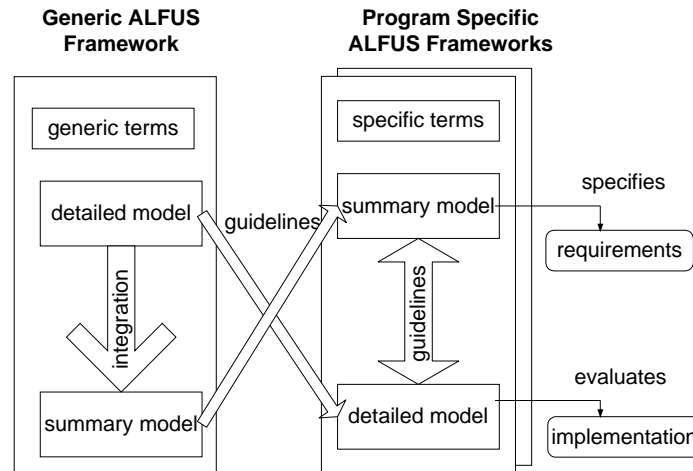 Generic ALFUS
Framework
generic terms
detailed model
integration
summary model
guidelines
Program Specific
ALFUS Frameworks
specific terms
summary model
guidelines
detailed model
specifies
requirements
evaluates
implementation